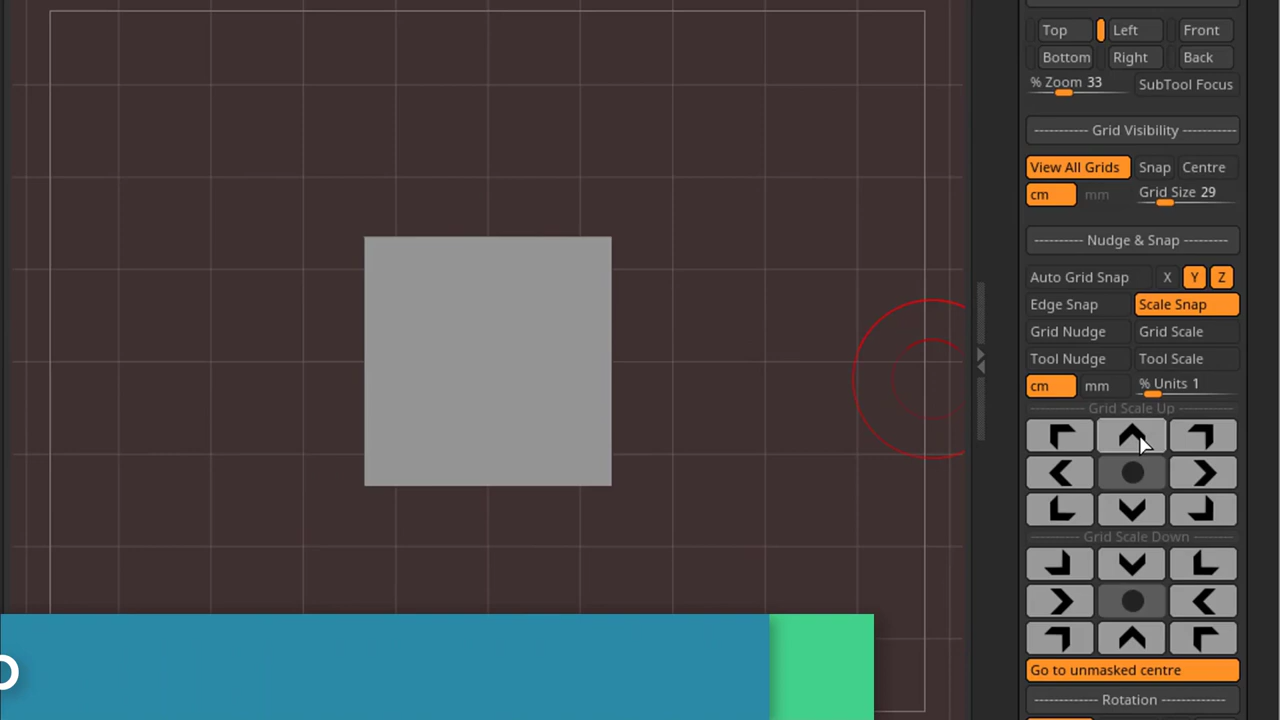 Top Left Front
Bottom Right Back
% Zoom 33 SubTool Focus
----------- Grid Visibility -----------
View All Grids Snap Centre
cm mm Grid Size 29
---------- Nudge & Snap ---------
Auto Grid Snap X Y Z
Edge Snap Scale Snap
Grid Nudge Grid Scale
Tool Nudge Tool Scale
cm mm % Units 1
---------- Grid Scale Up ----------
---------- Grid Scale Down ----------
Go to unmasked centre
------------- Rotation -------------